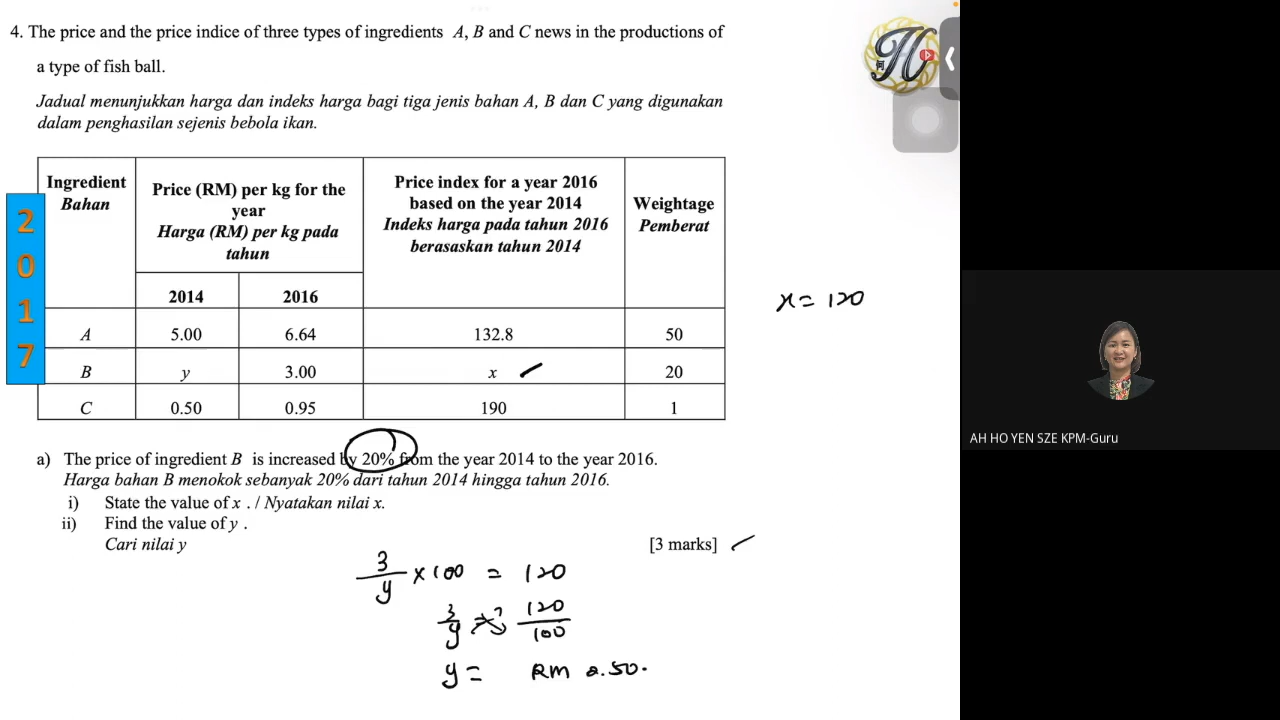 4. The price and the price indice of three types of ingredients A, B and C news in the productions of
a type of fish ball.
Jadual menunjukkan harga dan indeks harga bagi tiga jenis bahan A, B dan C yang digunakan
dalam penghasilan sejenis bebola ikan.
2017
Ingredient
Bahan
Price (RM) per kg for the
year
Harga (RM) per kg pada
tahun
Price index for a year 2016
based on the year 2014
Indeks harga pada tahun 2016
berasaskan tahun 2014
Weightage
Pemberat
2014 2016
A 5.00 6.64 132.8 50
B y 3.00 x 20
C 0.50 0.95 190 1
x = 120
a) The price of ingredient B is increased by 20% from the year 2014 to the year 2016.
Harga bahan B menokok sebanyak 20% dari tahun 2014 hingga tahun 2016.
i) State the value of x . / Nyatakan nilai x.
ii) Find the value of y .
Cari nilai y [3 marks]
3/y × 100 = 120
3/y 120/100
y = RM 2.50.
AH HO YEN SZE KPM-Guru